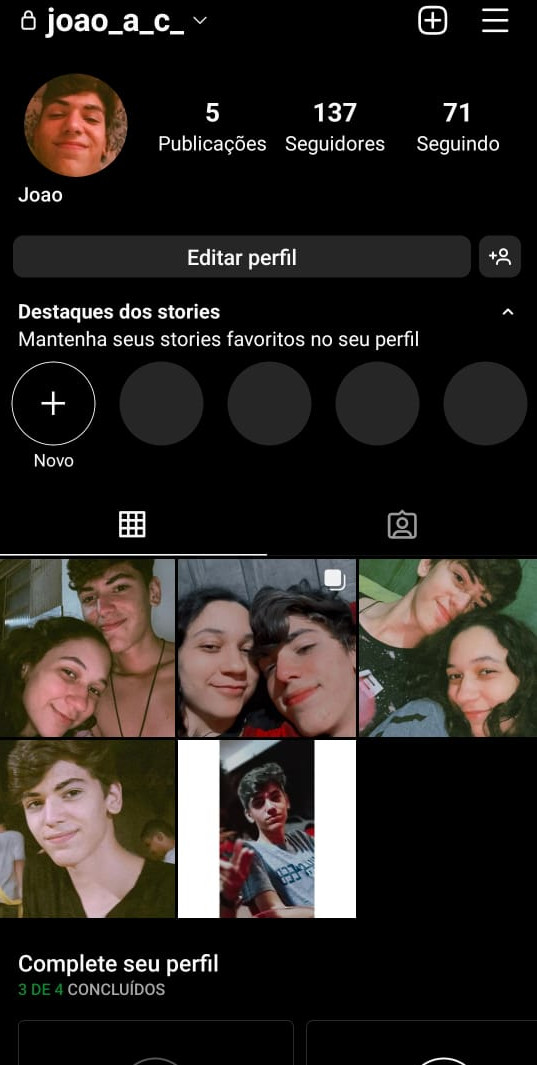 joao_a_c_
5 137 71
Publicações Seguidores Seguindo
Joao
Editar perfil
Destaques dos stories
Mantenha seus stories favoritos no seu perfil
Novo
Complete seu perfil
3 DE 4 CONCLUÍDOS